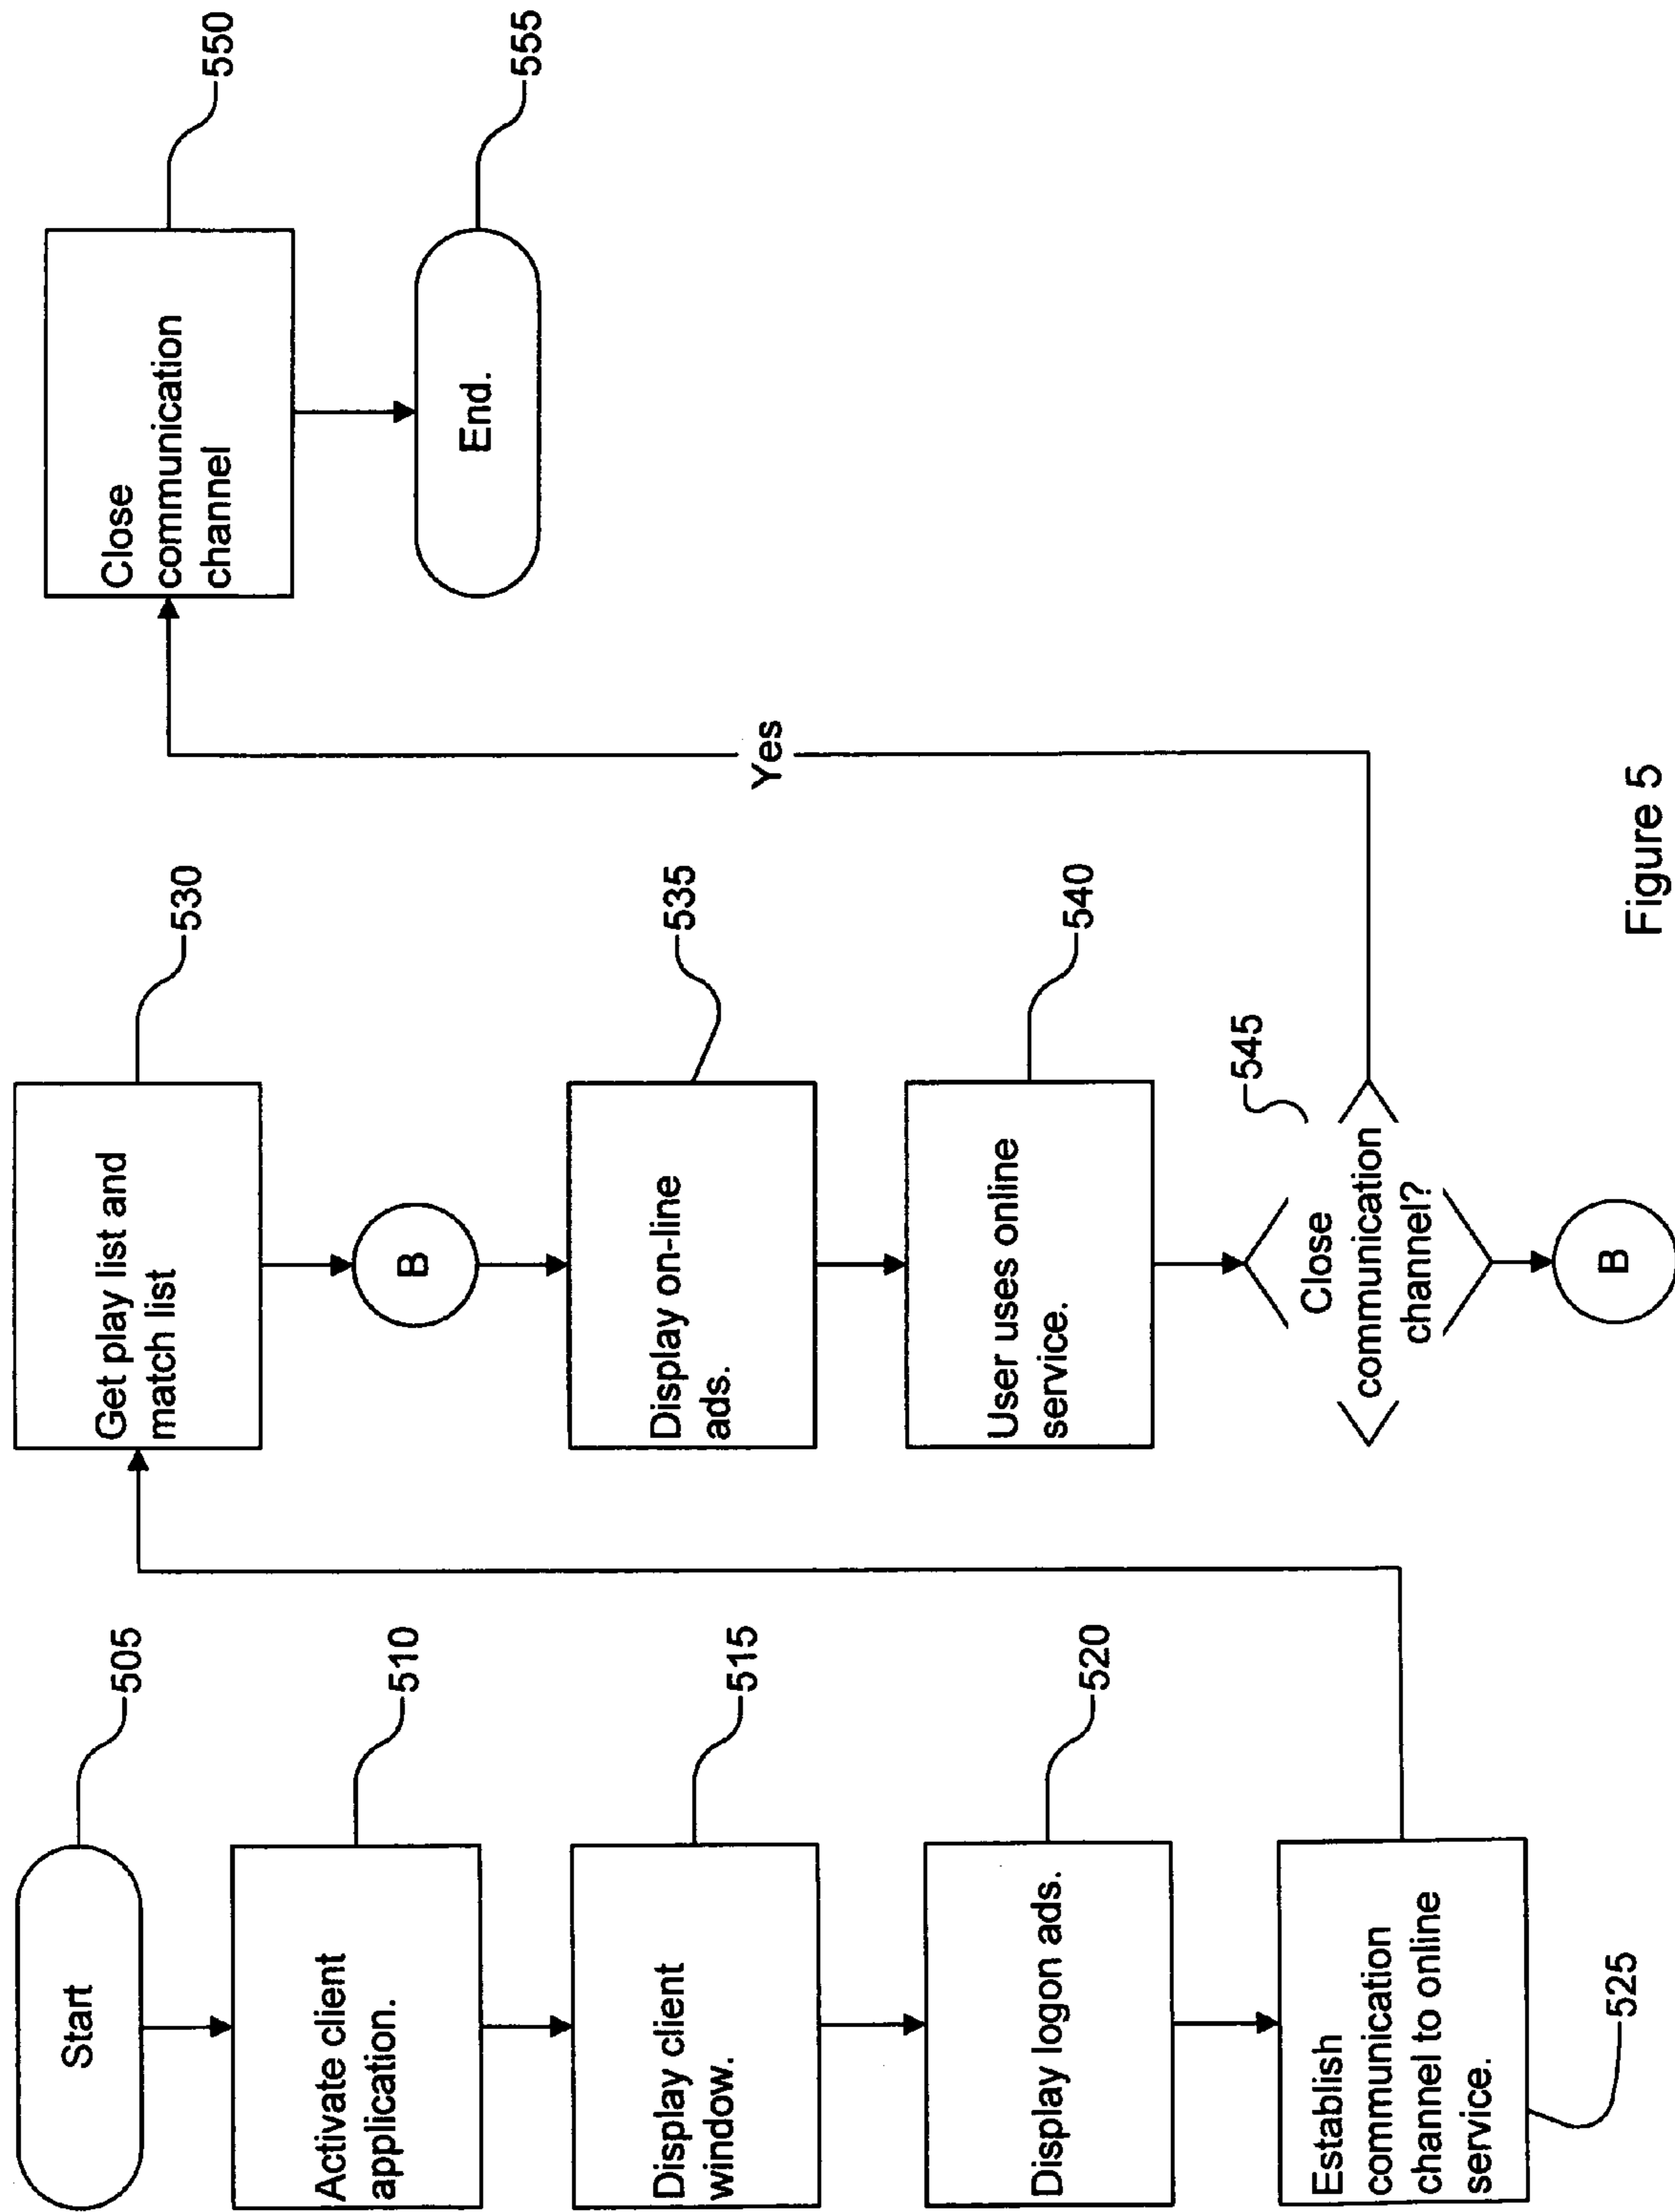 Start
505
Activate client
application.
510
Display client
window.
515
Display logon ads.
520
Establish
communication
channel to online
service.
525
Get play list and
match list
530
B
Display on-line
ads.
535
User uses online
service.
540
Close
communication
channel?
545
B
Yes
Close
communication
channel
550
End.
555
Figure 5